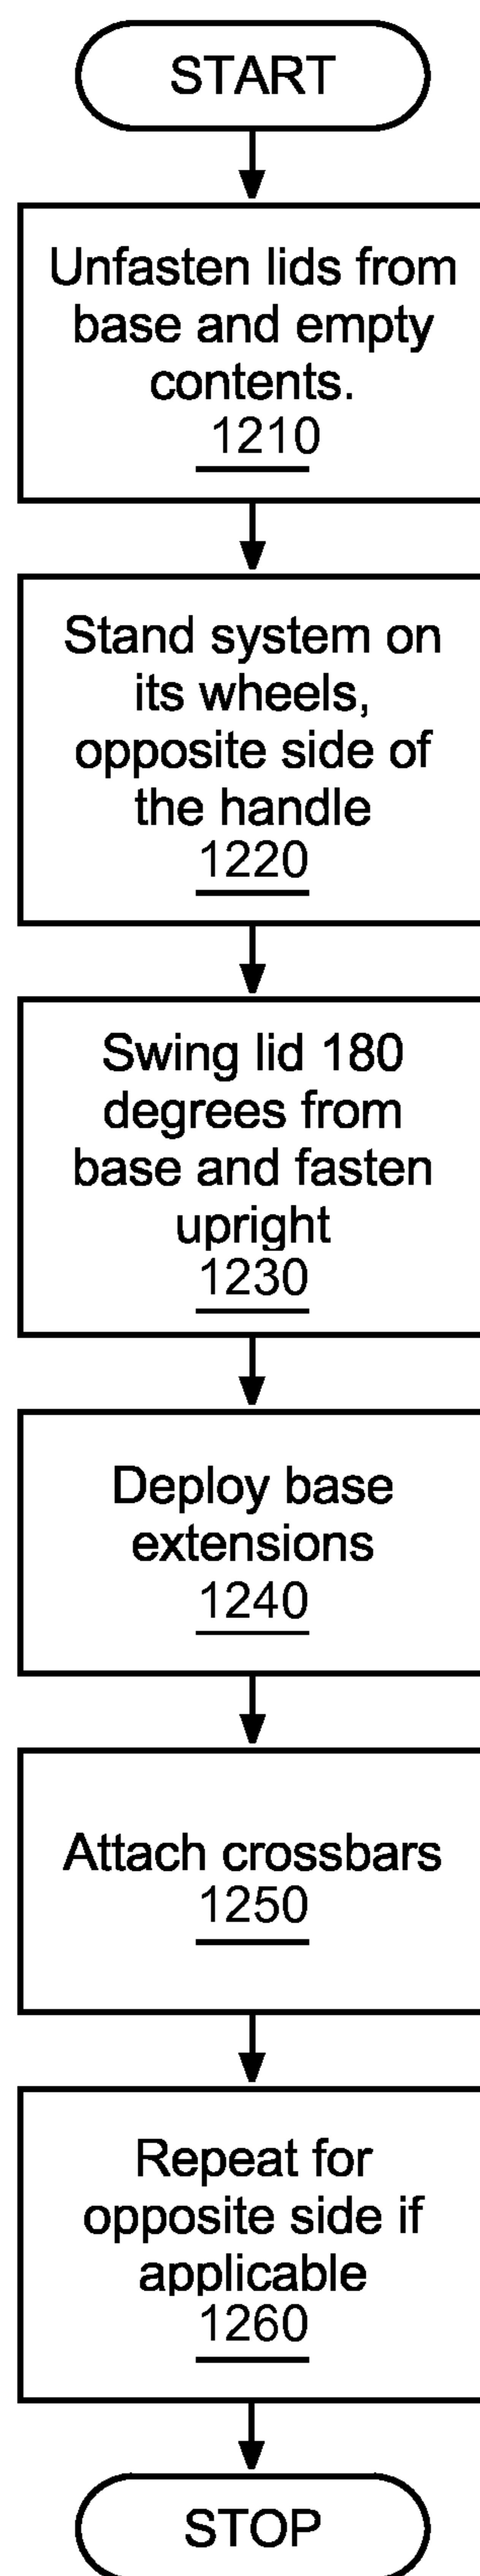 START
Unfasten lids from
base and empty
contents.
1210
Stand system on
its wheels,
opposite side of
the handle
1220
Swing lid 180
degrees from
base and fasten
upright
1230
Deploy base
extensions
1240
Attach crossbars
1250
Repeat for
opposite side if
applicable
1260
STOP